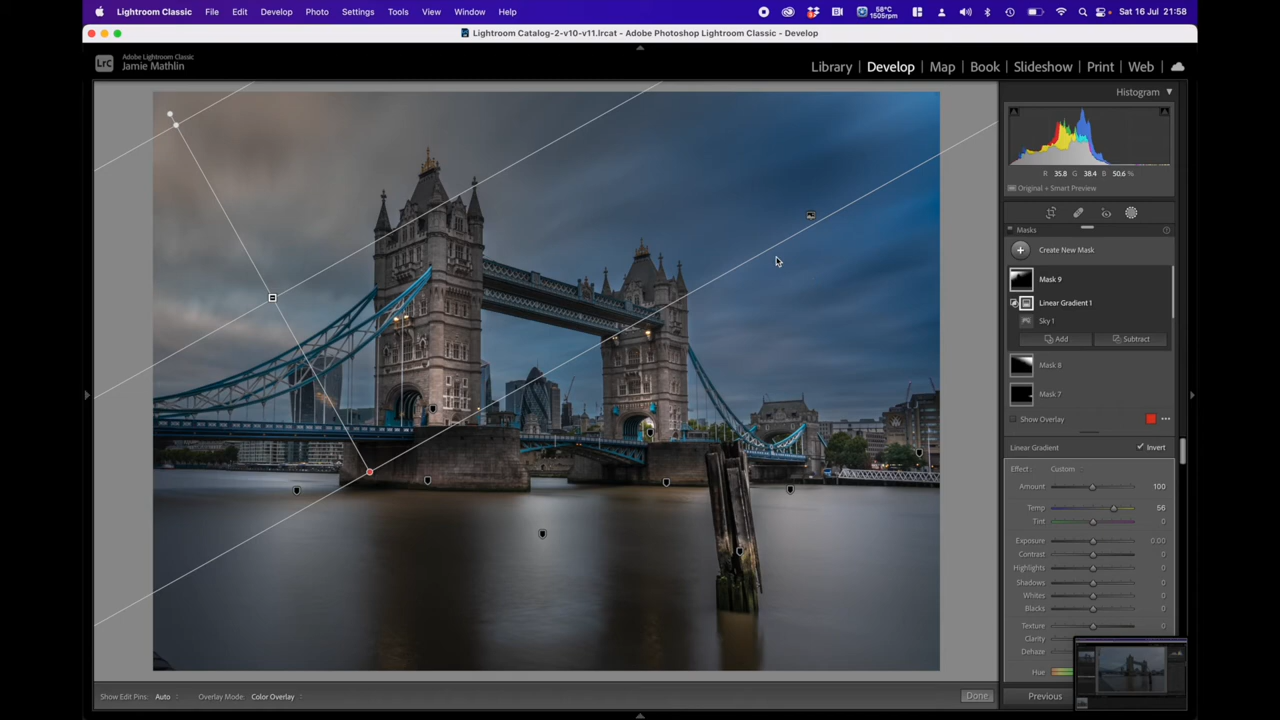 Lightroom Classic File Edit Develop Photo Settings Tools View Window Help 58°C 1505rpm Sat 16 Jul 21:58
Lightroom Catalog-2-v10-v11.lrcat - Adobe Photoshop Lightroom Classic - Develop
LrC Adobe Lightroom Classic
Jamie Mathlin
Library Develop Map Book Slideshow Print Web
Histogram
R 35.8 G 38.4 B 50.6 %
Original + Smart Preview
Masks
Create New Mask
Mask 9
Linear Gradient 1
Sky 1
Add Subtract
Mask 8
Mask 7
Show Overlay
Linear Gradient Invert
Effect : Custom
Amount 100
Temp 56
Tint 0
Exposure 0.00
Contrast 0
Highlights 0
Shadows 0
Whites 0
Blacks 0
Texture 0
Clarity
Dehaze
Hue
Show Edit Pins: Auto Overlay Mode: Color Overlay Done Previous